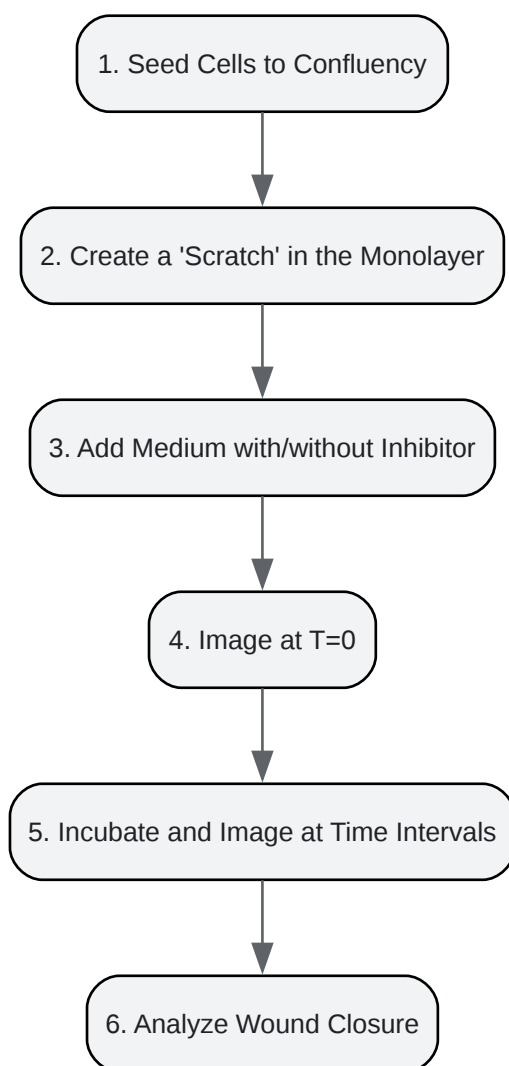 1. Seed Cells to Confluency
2. Create a 'Scratch' in the Monolayer
3. Add Medium with/without Inhibitor
4. Image at T=0
5. Incubate and Image at Time Intervals
6. Analyze Wound Closure